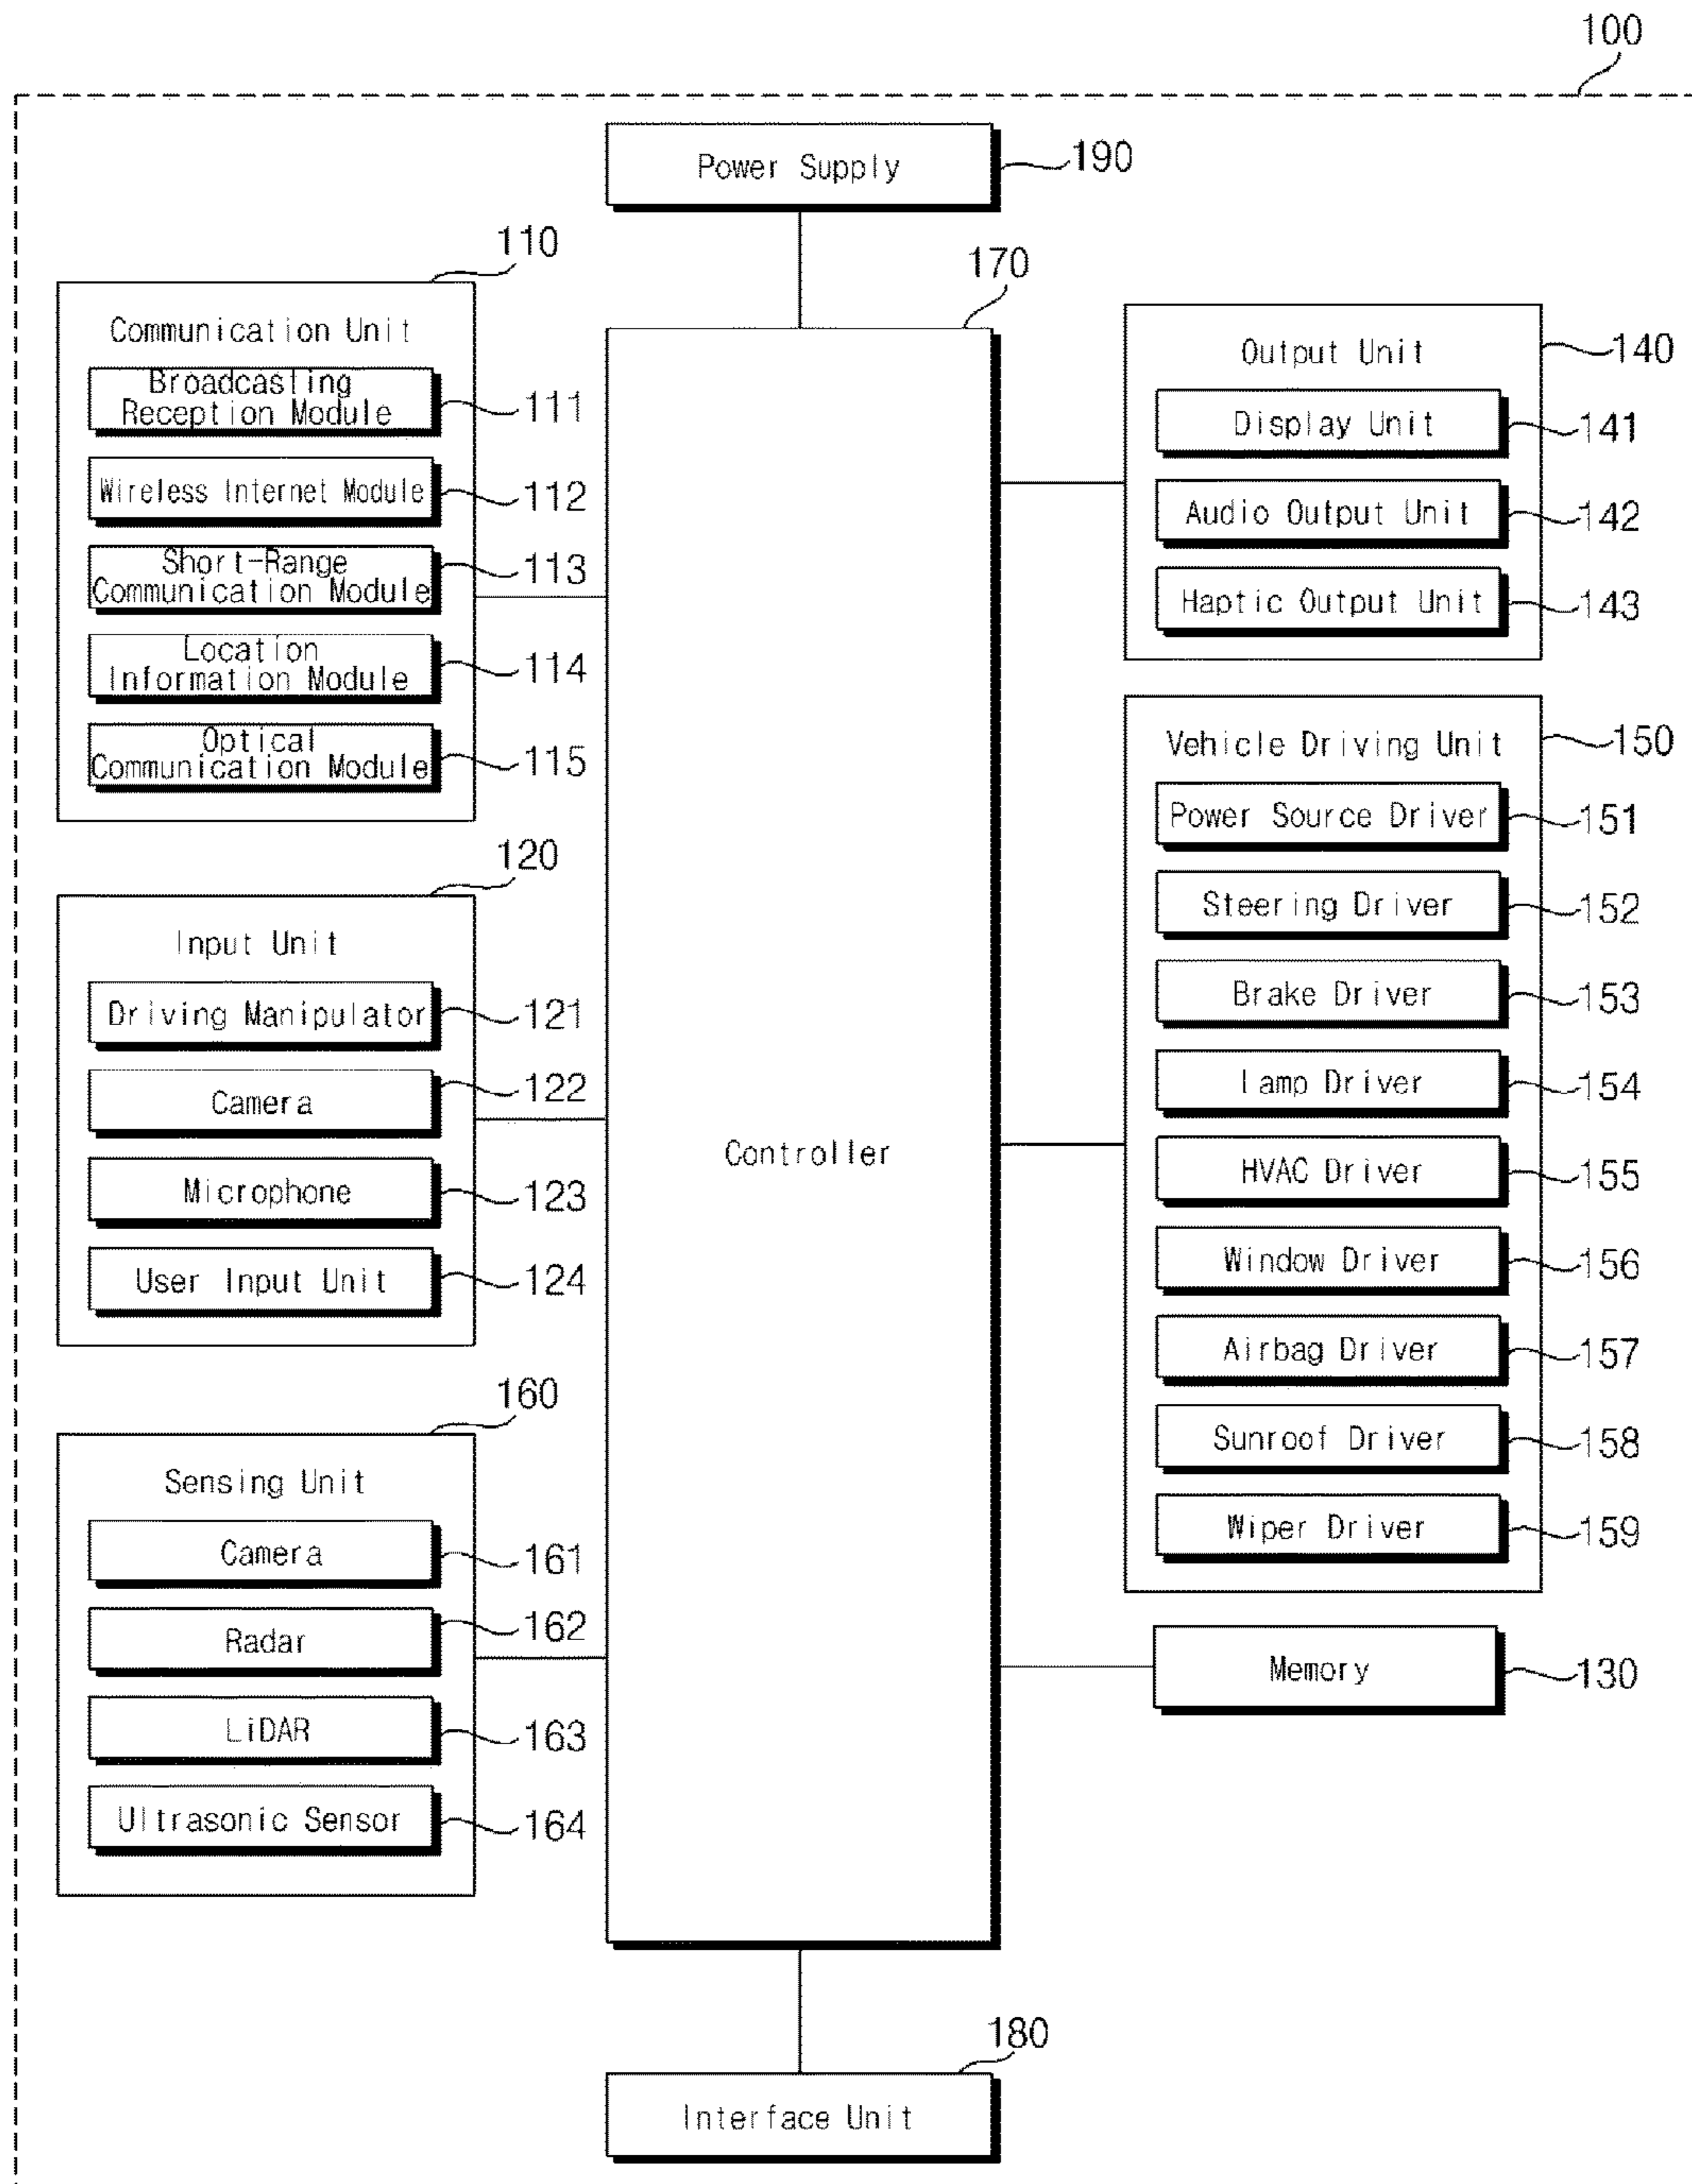 100
Power Supply
190
110
170
Communication Unit
Broadcasting
Reception Module
111
Wireless Internet Module
112
Short-Range
Communication Module
113
Location
Information Module
114
Optical
Communication Module
115
120
Input Unit
Driving Manipulator
121
Camera
122
Microphone
123
User Input Unit
124
160
Sensing Unit
Camera
161
Radar
162
LiDAR
163
Ultrasonic Sensor
164
Controller
Output Unit
140
Display Unit
141
Audio Output Unit
142
Haptic Output Unit
143
Vehicle Driving Unit
150
Power Source Driver
151
Steering Driver
152
Brake Driver
153
Lamp Driver
154
HVAC Driver
155
Window Driver
156
Airbag Driver
157
Sunroof Driver
158
Wiper Driver
159
Memory
130
180
Interface Unit